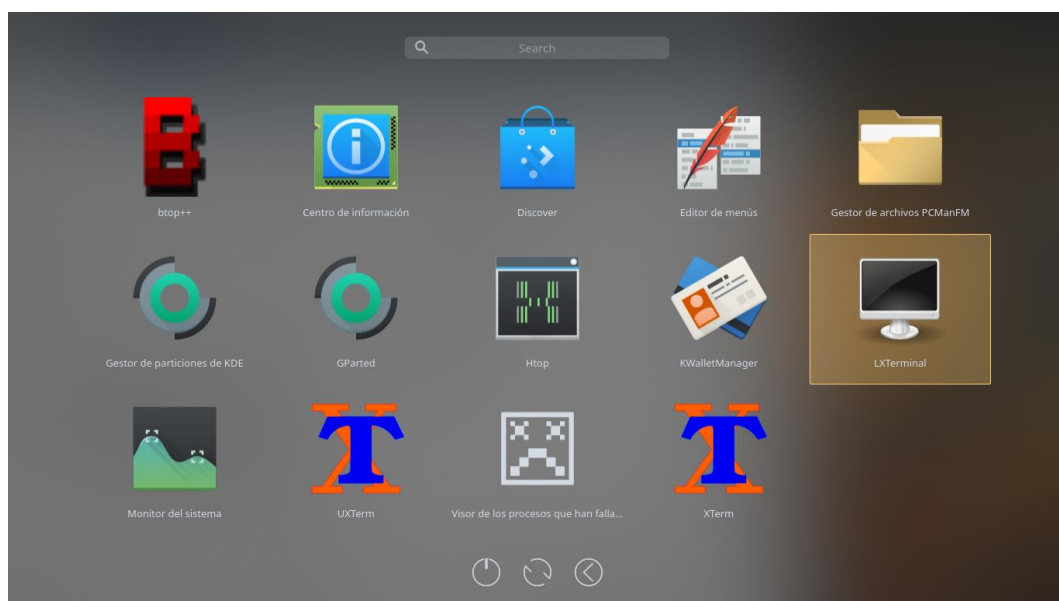 Search
btop++
Centro de información
Discover
Editor de menús
Gestor de archivos PCManFM
Gestor de particiones de KDE
GParted
Htop
KWalletManager
LXTerminal
Monitor del sistema
UXTerm
Visor de los procesos que han falla...
XTerm